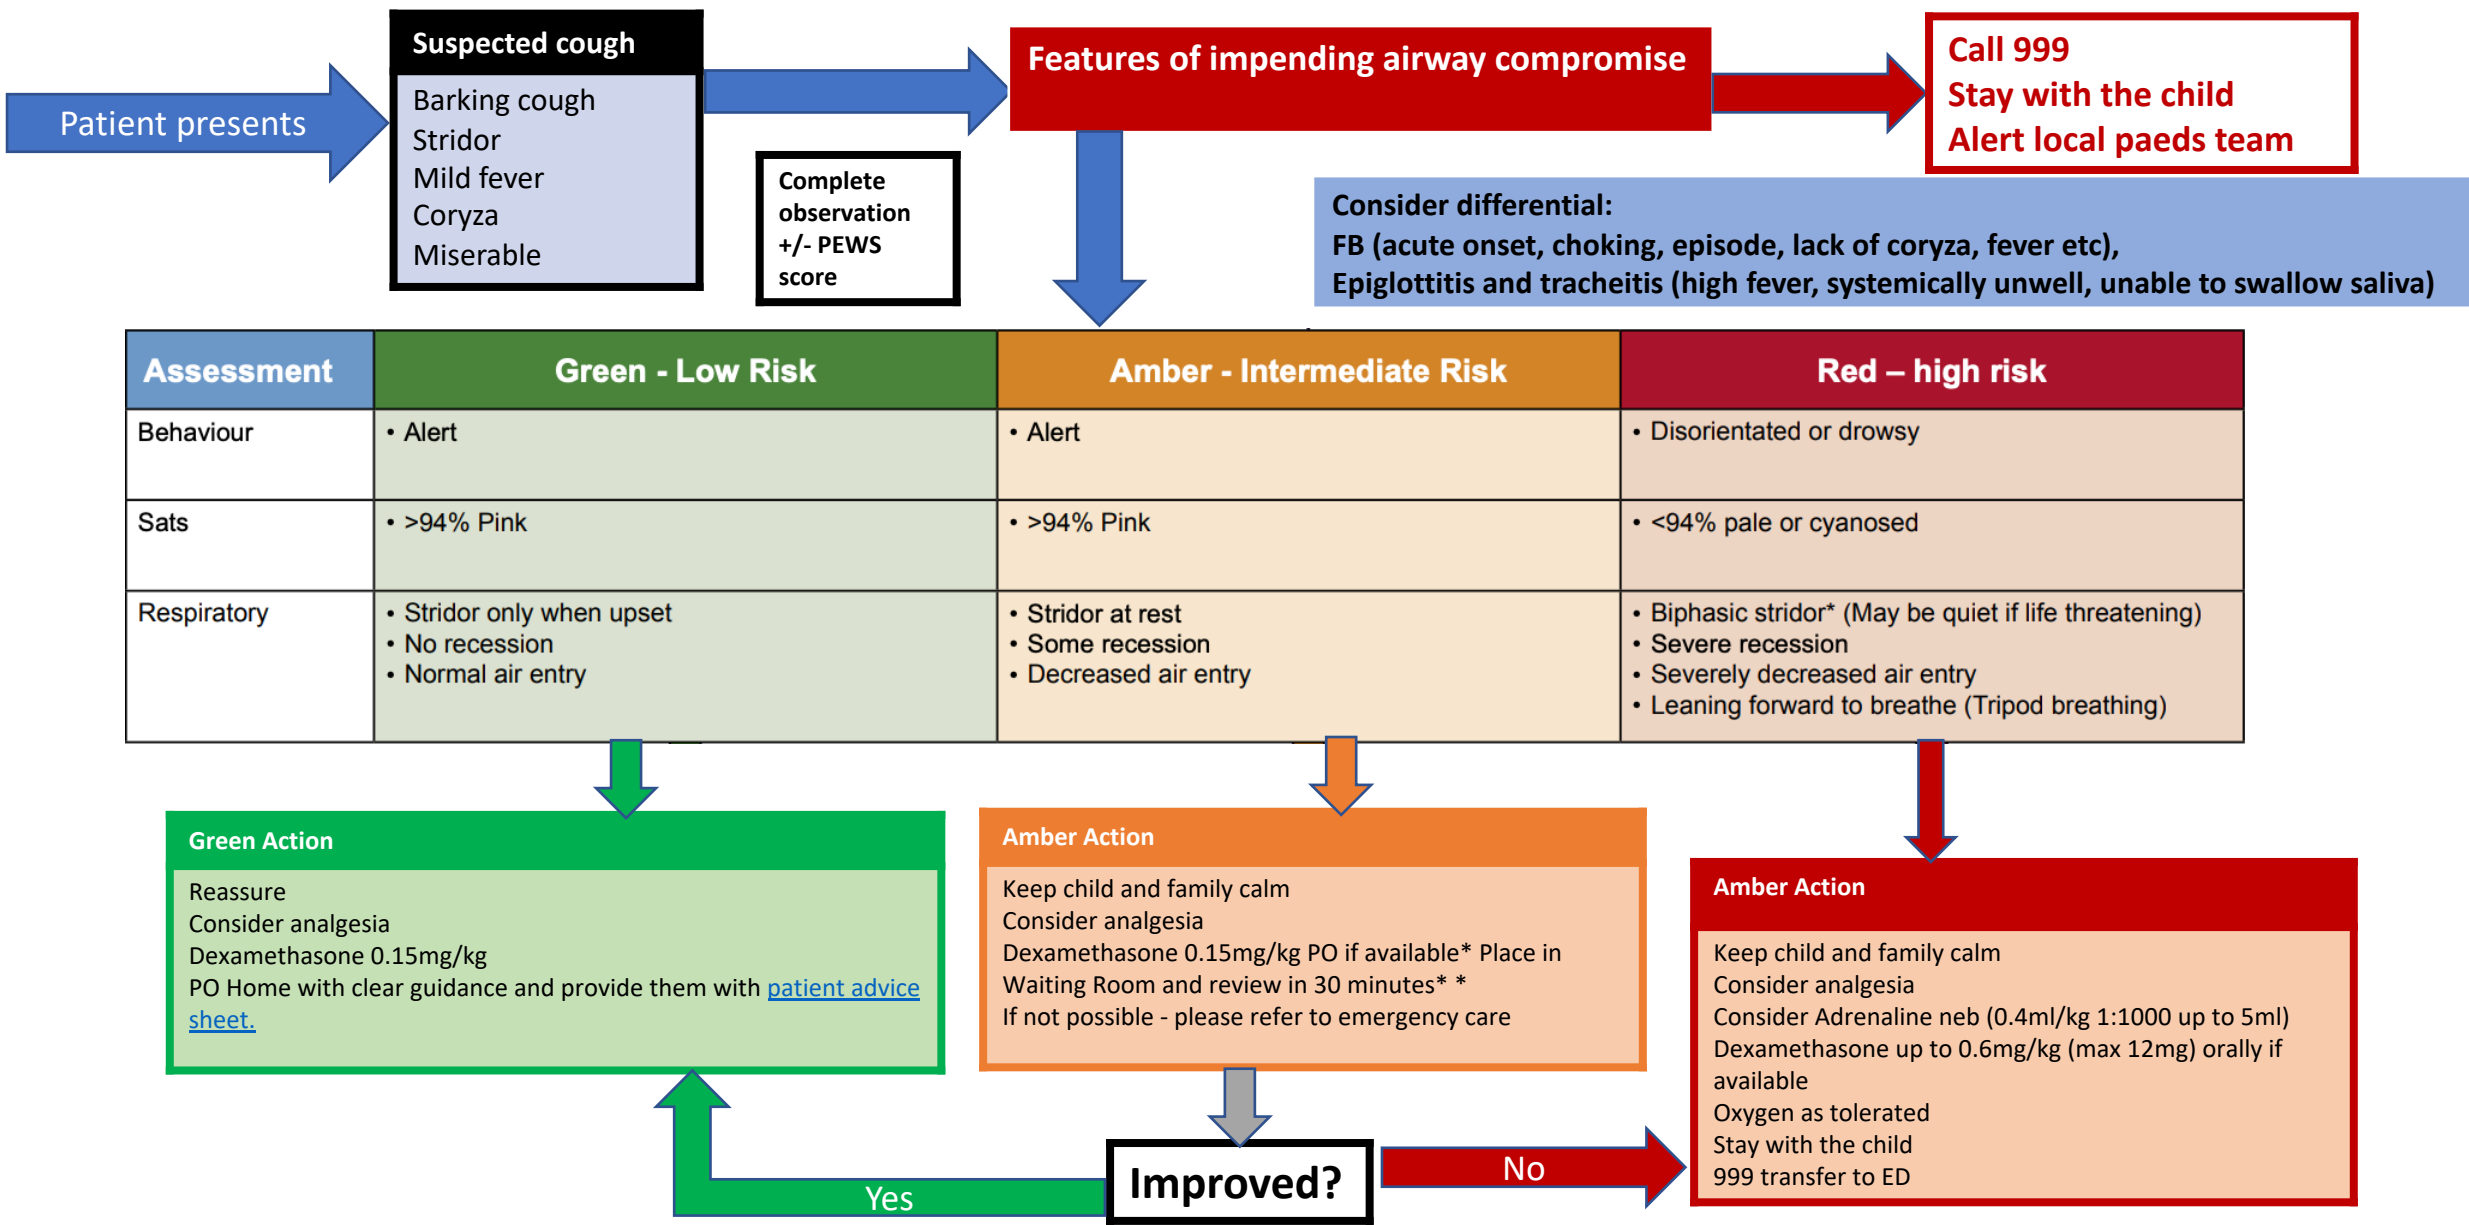 Patient presents
Suspected cough
Barking cough
Stridor
Mild fever
Coryza
Miserable
Complete
observation
+/- PEWS
score
Features of impending airway compromise
Call 999
Stay with the child
Alert local paeds team
Consider differential:
FB (acute onset, choking, episode, lack of coryza, fever etc),
Epiglottitis and tracheitis (high fever, systemically unwell, unable to swallow saliva)
Assessment
Green - Low Risk
Amber - Intermediate Risk
Red – high risk
Behaviour
• Alert
• Alert
• Disorientated or drowsy
Sats
• >94% Pink
• >94% Pink
• <94% pale or cyanosed
Respiratory
• Stridor only when upset
• No recession
• Normal air entry
• Stridor at rest
• Some recession
• Decreased air entry
• Biphasic stridor* (May be quiet if life threatening)
• Severe recession
• Severely decreased air entry
• Leaning forward to breathe (Tripod breathing)
Green Action
Reassure
Consider analgesia
Dexamethasone 0.15mg/kg
PO Home with clear guidance and provide them with patient advice
sheet.
Amber Action
Keep child and family calm
Consider analgesia
Dexamethasone 0.15mg/kg PO if available* Place in
Waiting Room and review in 30 minutes* *
If not possible - please refer to emergency care
Amber Action
Keep child and family calm
Consider analgesia
Consider Adrenaline neb (0.4ml/kg 1:1000 up to 5ml)
Dexamethasone up to 0.6mg/kg (max 12mg) orally if
available
Oxygen as tolerated
Stay with the child
999 transfer to ED
Improved?
Yes
No